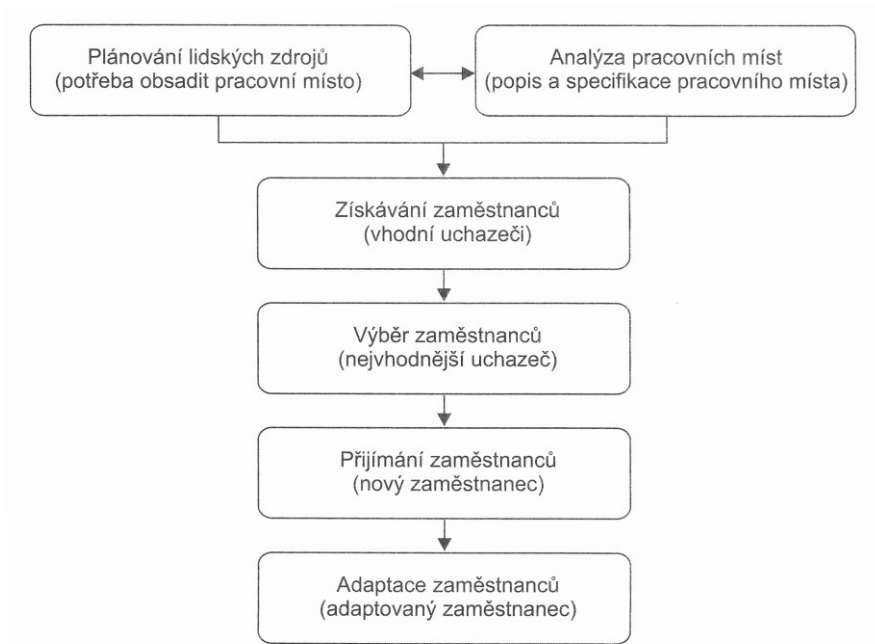 Plánování lidských zdrojů
(potřeba obsadit pracovní místo)
Analýza pracovních míst
(popis a specifikace pracovního místa)
Získávání zaměstnanců
(vhodní uchazeči)
Výběr zaměstnanců
(nejvhodnější uchazeč)
Přijímání zaměstnanců
(nový zaměstnanec)
Adaptace zaměstnanců
(adaptovaný zaměstnanec)